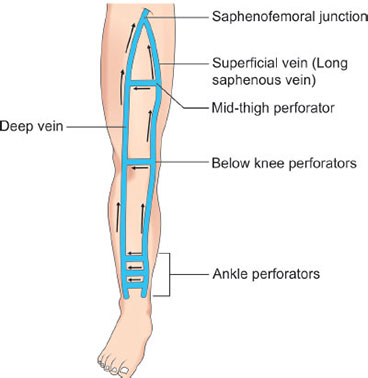 Saphenofemoral junction
Superficial vein (Long
saphenous vein)
Mid-thigh perforator
Deep vein
Below knee perforators
Ankle perforators